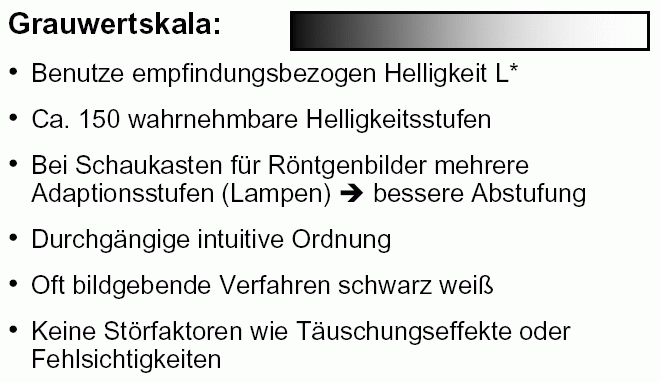 Grauwertskala:
• Benutze empfindungsbezogen Helligkeit L*
• Ca. 150 wahrnehmbare Helligkeitsstufen
• Bei Schaukasten für Röntgenbilder mehrere
Adaptionsstufen (Lampen) ➔ bessere Abstufung
• Durchgängige intuitive Ordnung
• Oft bildgebende Verfahren schwarz weiß
• Keine Störfaktoren wie Täuschungseffekte oder
Fehlsichtigkeiten